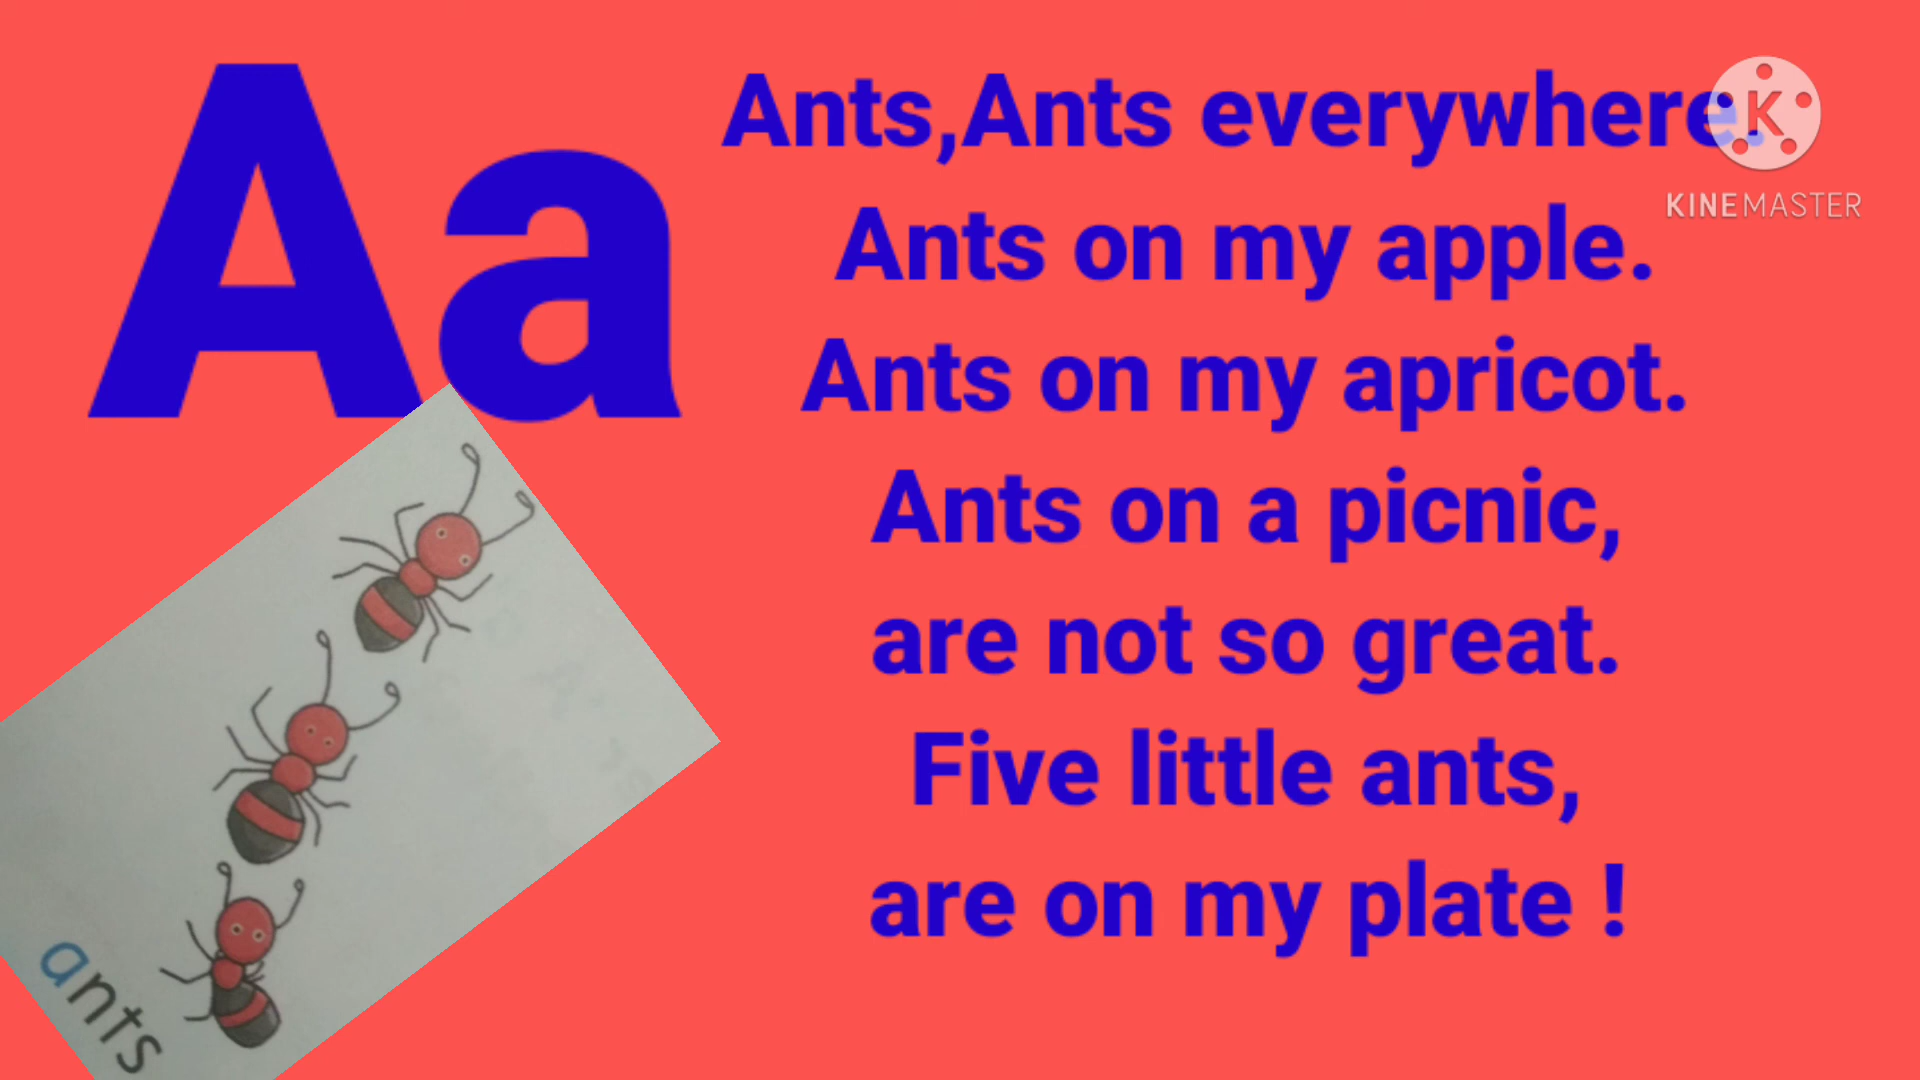 Aa
Ants,Ants everywhere.
Ants on my apple.
Ants on my apricot.
Ants on a picnic,
are not so great.
Five little ants,
are on my plate !
K
KINEMASTER
ants